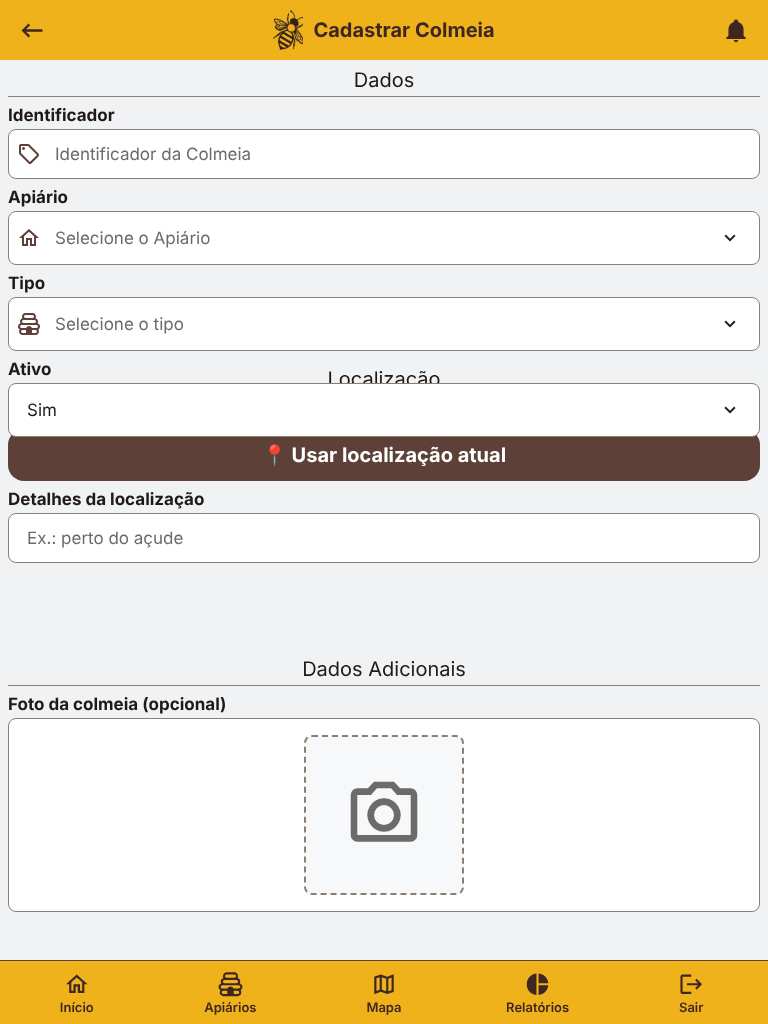 Cadastrar Colmeia
Dados
Identificador
Identificador da Colmeia
Apiário
Selecione o Apiário
Tipo
Selecione o tipo
Ativo
Localização
Sim
Usar localização atual
Detalhes da localização
Ex.: perto do açude
Dados Adicionais
Foto da colmeia (opcional)
Início
Apiários
Mapa
Relatórios
Sair